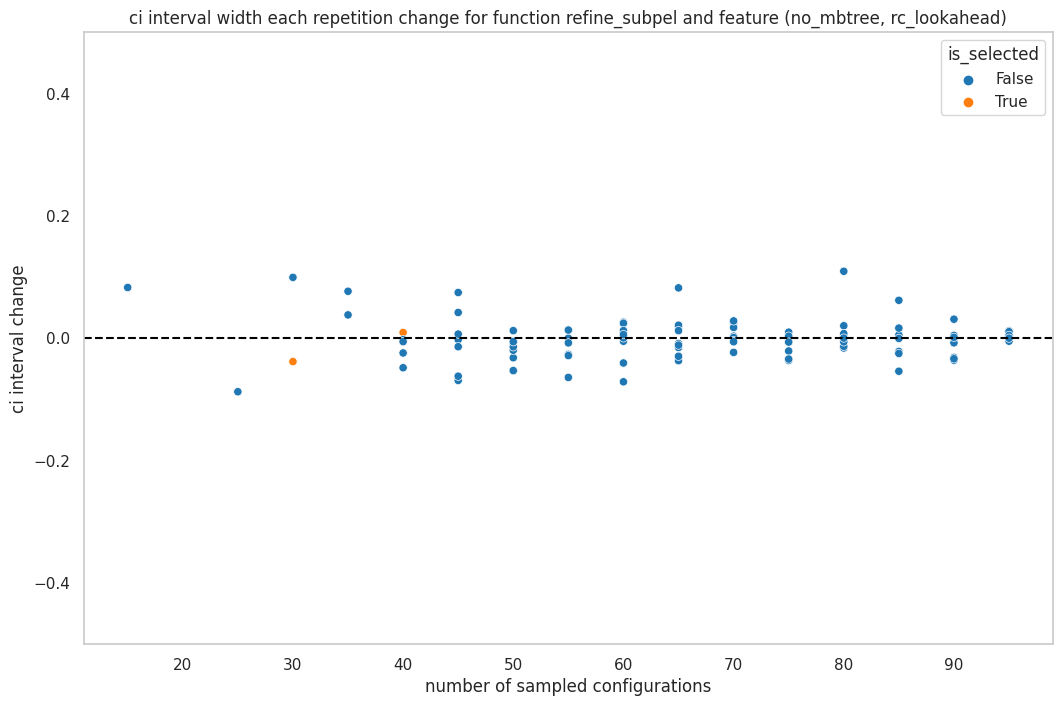 ci interval width each repetition change for function refine_subpel and feature (no_mbtree, rc_lookahead)
is_selected
False
True
ci interval change
0.4
0.2
0.0
−0.2
−0.4
20 30 40 50 60 70 80 90
number of sampled configurations